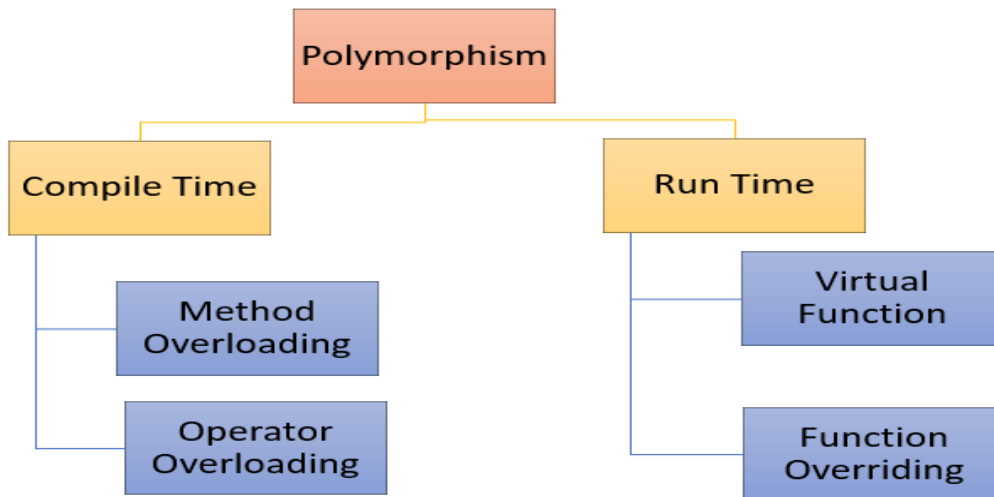 Polymorphism
Compile Time
Method
Overloading
Operator
Overloading
Run Time
Virtual
Function
Function
Overriding